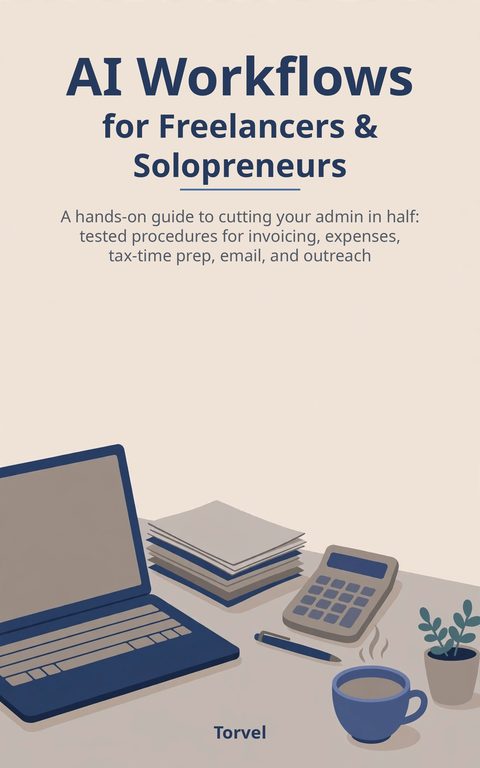 AI Workflows
for Freelancers &
Solopreneurs
A hands-on guide to cutting your admin in half:
tested procedures for invoicing, expenses,
tax-time prep, email, and outreach
Torvel